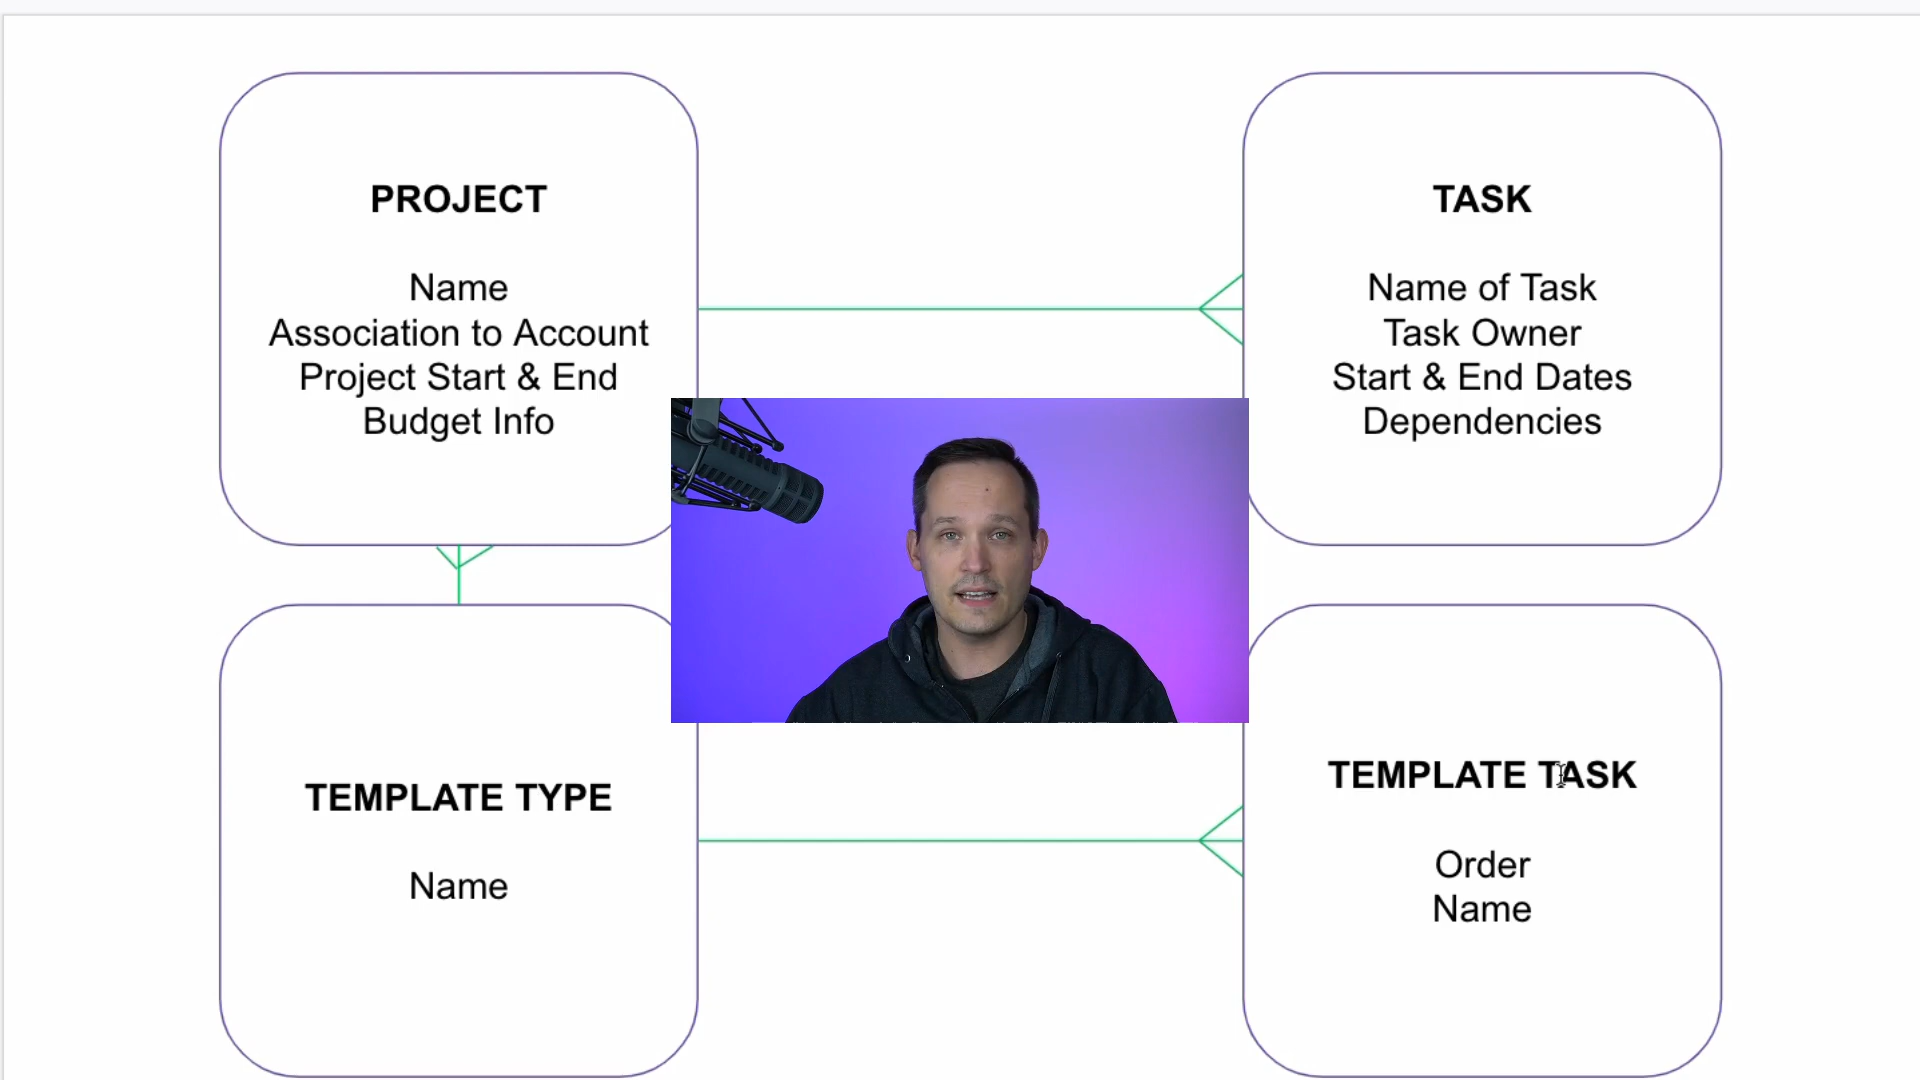 PROJECT
Name
Association to Account
Project Start & End
Budget Info
TASK
Name of Task
Task Owner
Start & End Dates
Dependencies
TEMPLATE TYPE
Name
TEMPLATE TASK
Order
Name